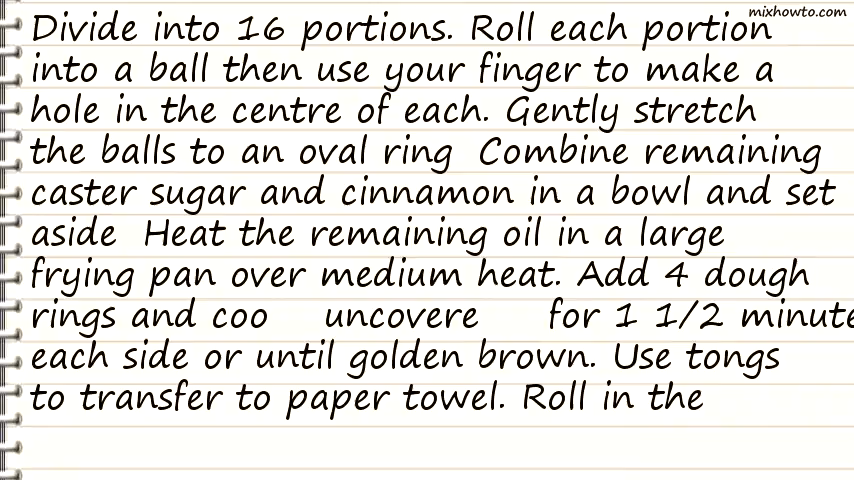 mixhowto.com
Divide into 16 portions. Roll each portion
into a ball then use your finger to make a
hole in the centre of each. Gently stretch
the balls to an oval ring  Combine remaining
caster sugar and cinnamon in a bowl and set
aside  Heat the remaining oil in a large
frying pan over medium heat. Add 4 dough
rings and coo uncovere for 1 1/2 minute
each side or until golden brown. Use tongs
to transfer to paper towel. Roll in the